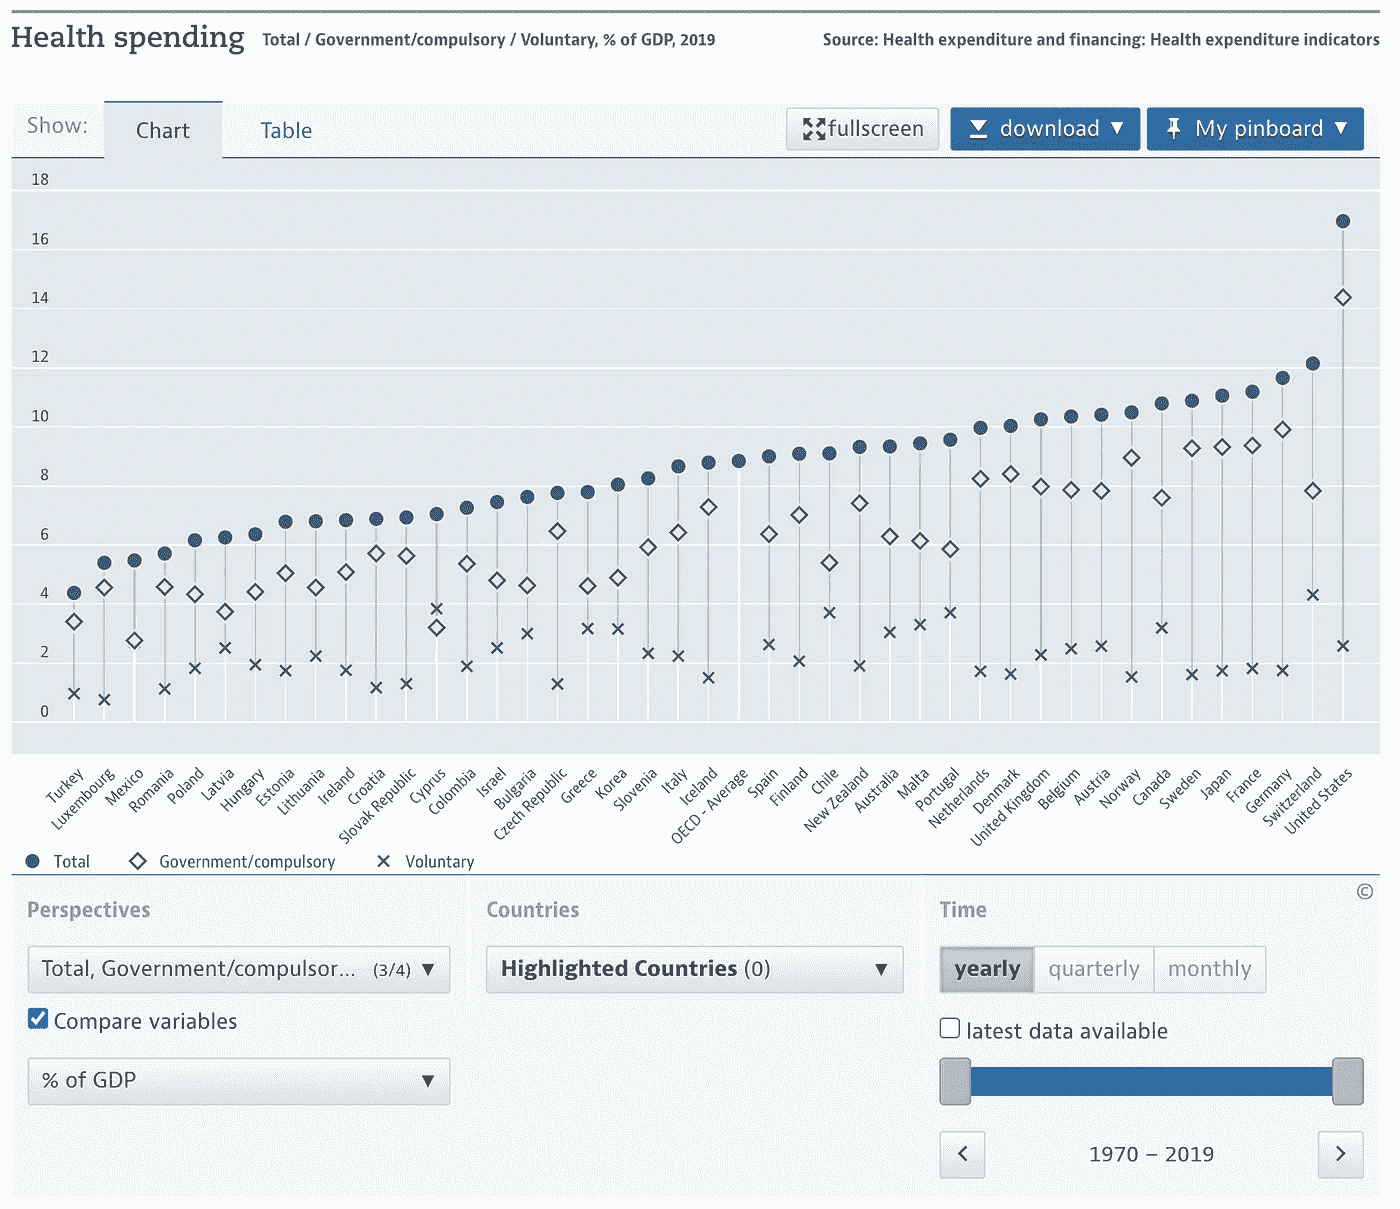 Health spending Total / Government/compulsory / Voluntary, % of GDP, 2019 Source: Health expenditure and financing: Health expenditure indicators
Show: Chart Table fullscreen download ▼ My pinboard ▼
18
16
14
12
10
8
6
4
2
0
Turkey
Luxembourg
Mexico
Romania
Poland
Latvia
Hungary
Estonia
Lithuania
Ireland
Croatia
Slovak Republic
Cyprus
Colombia
Israel
Bulgaria
Czech Republic
Greece
Korea
Slovenia
Italy
Iceland
OECD - Average
Spain
Finland
Chile
New Zealand
Australia
Malta
Portugal
Netherlands
Denmark
United Kingdom
Belgium
Austria
Norway
Canada
Sweden
Japan
France
Germany
Switzerland
United States
Total Government/compulsory Voluntary
©
Perspectives Countries Time
Total, Government/compulsor... (3/4) ▼ Highlighted Countries (0) ▼ yearly quarterly monthly
Compare variables latest data available
% of GDP ▼
< 1970 – 2019 >